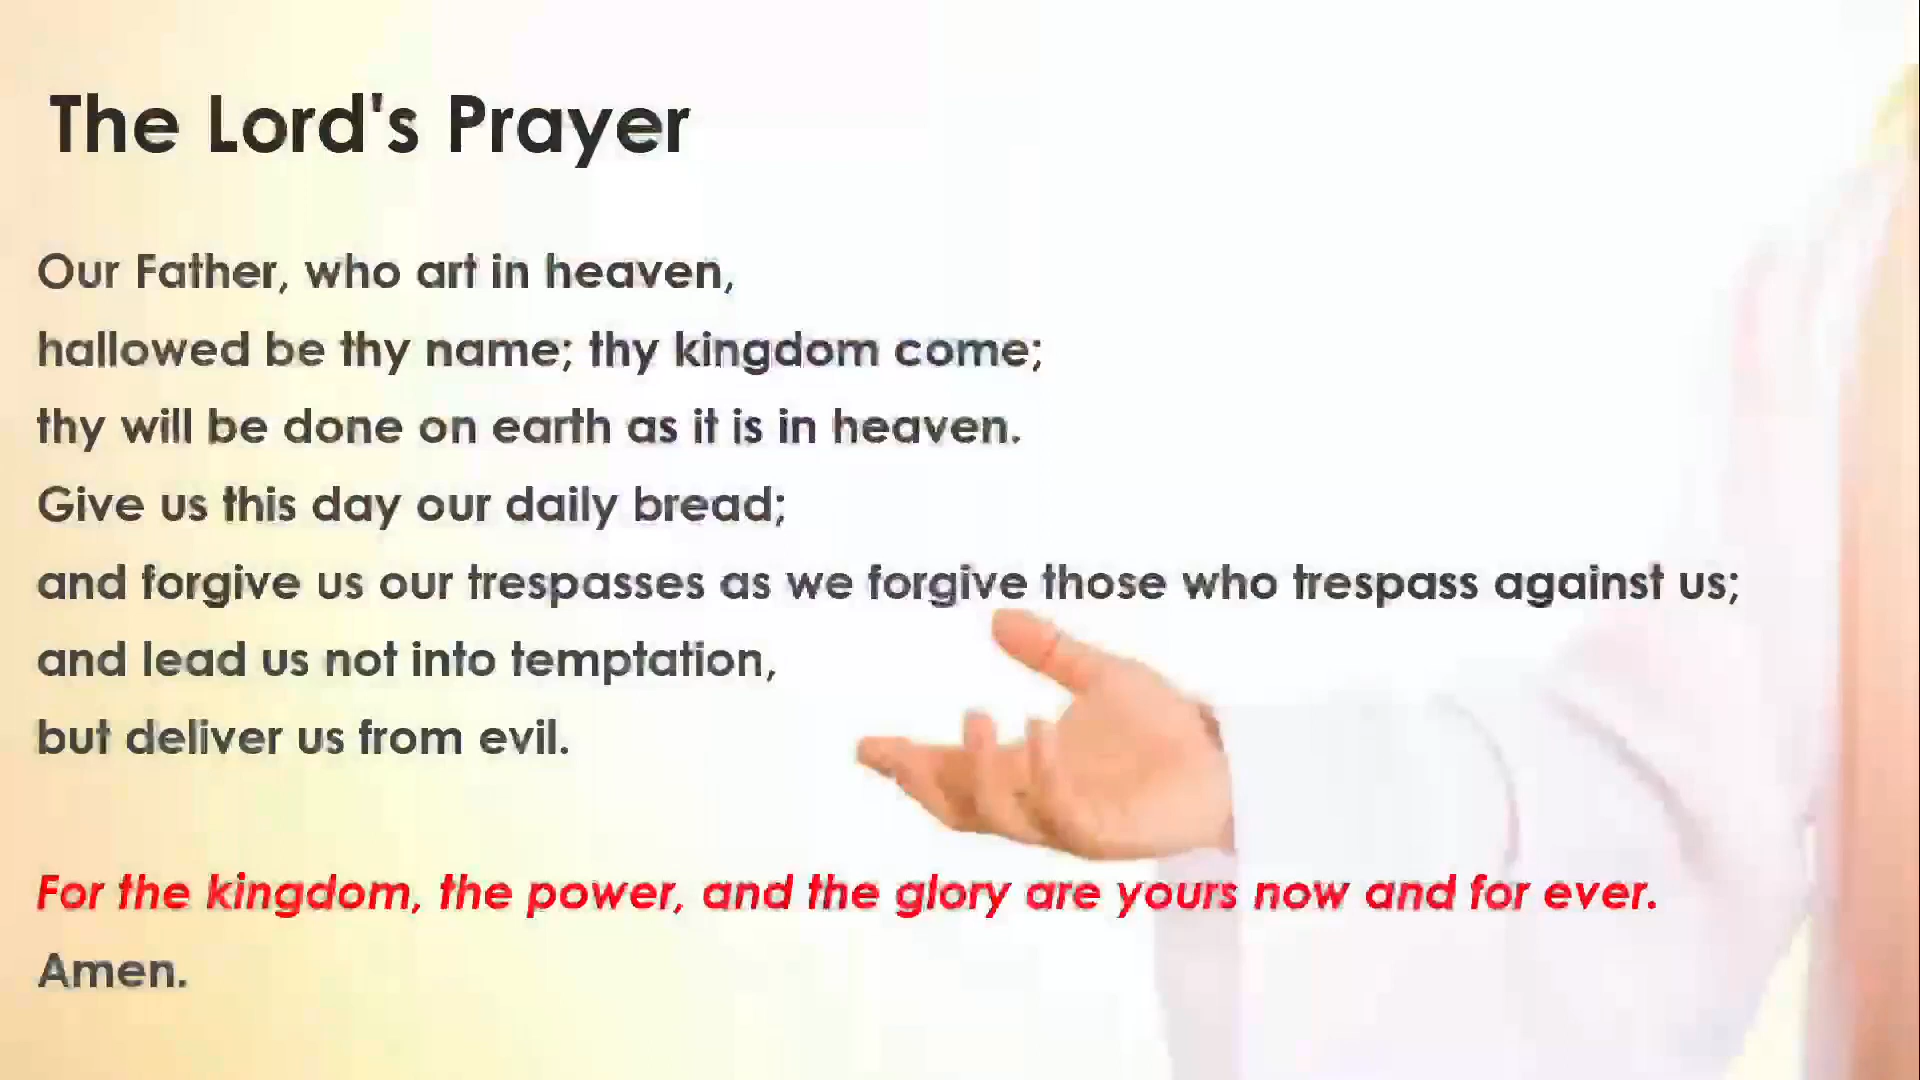 The Lord's Prayer
Our Father, who art in heaven,
hallowed be thy name; thy kingdom come;
thy will be done on earth as it is in heaven.
Give us this day our daily bread;
and forgive us our trespasses as we forgive those who trespass against us;
and lead us not into temptation,
but deliver us from evil.
For the kingdom, the power, and the glory are yours now and for ever.
Amen.